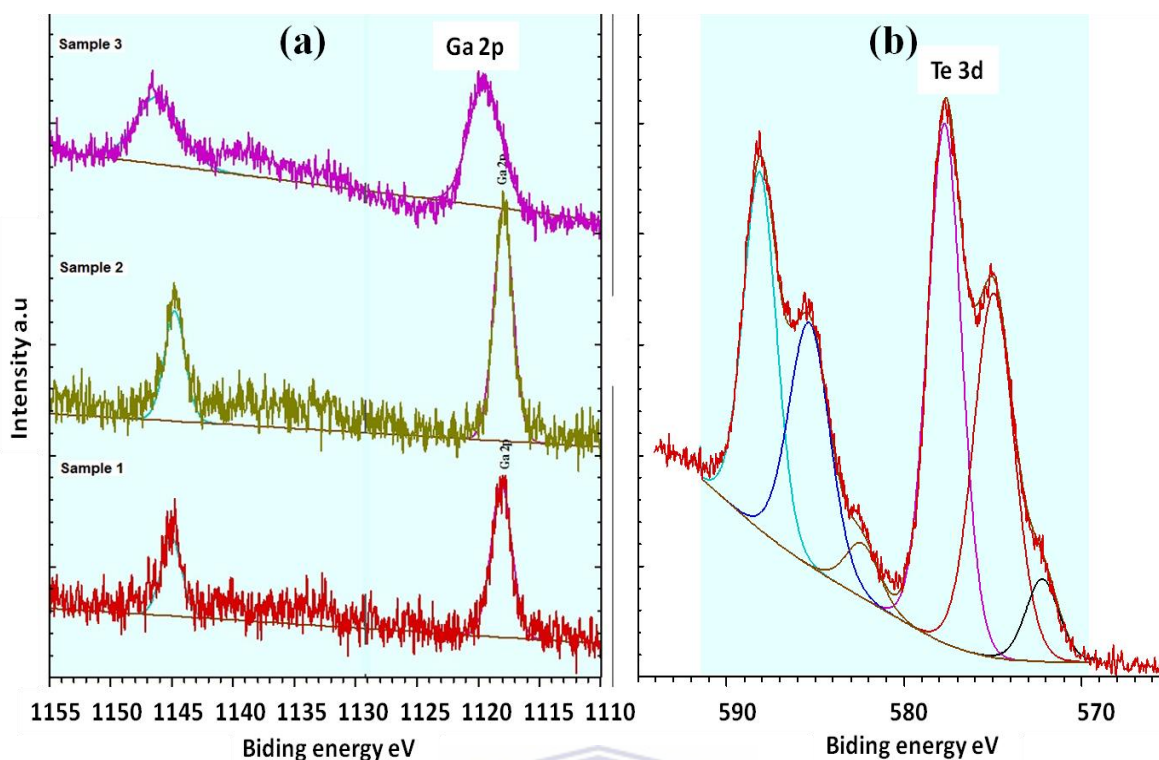 (a)
Sample 3
Ga 2p
Ga 2p
Sample 2
Ga 2p
Sample 1
Intensity a.u
1155 1150 1145 1140 1135 1130 1125 1120 1115 1110
Biding energy eV
(b)
Te 3d
590 580 570
Biding energy eV